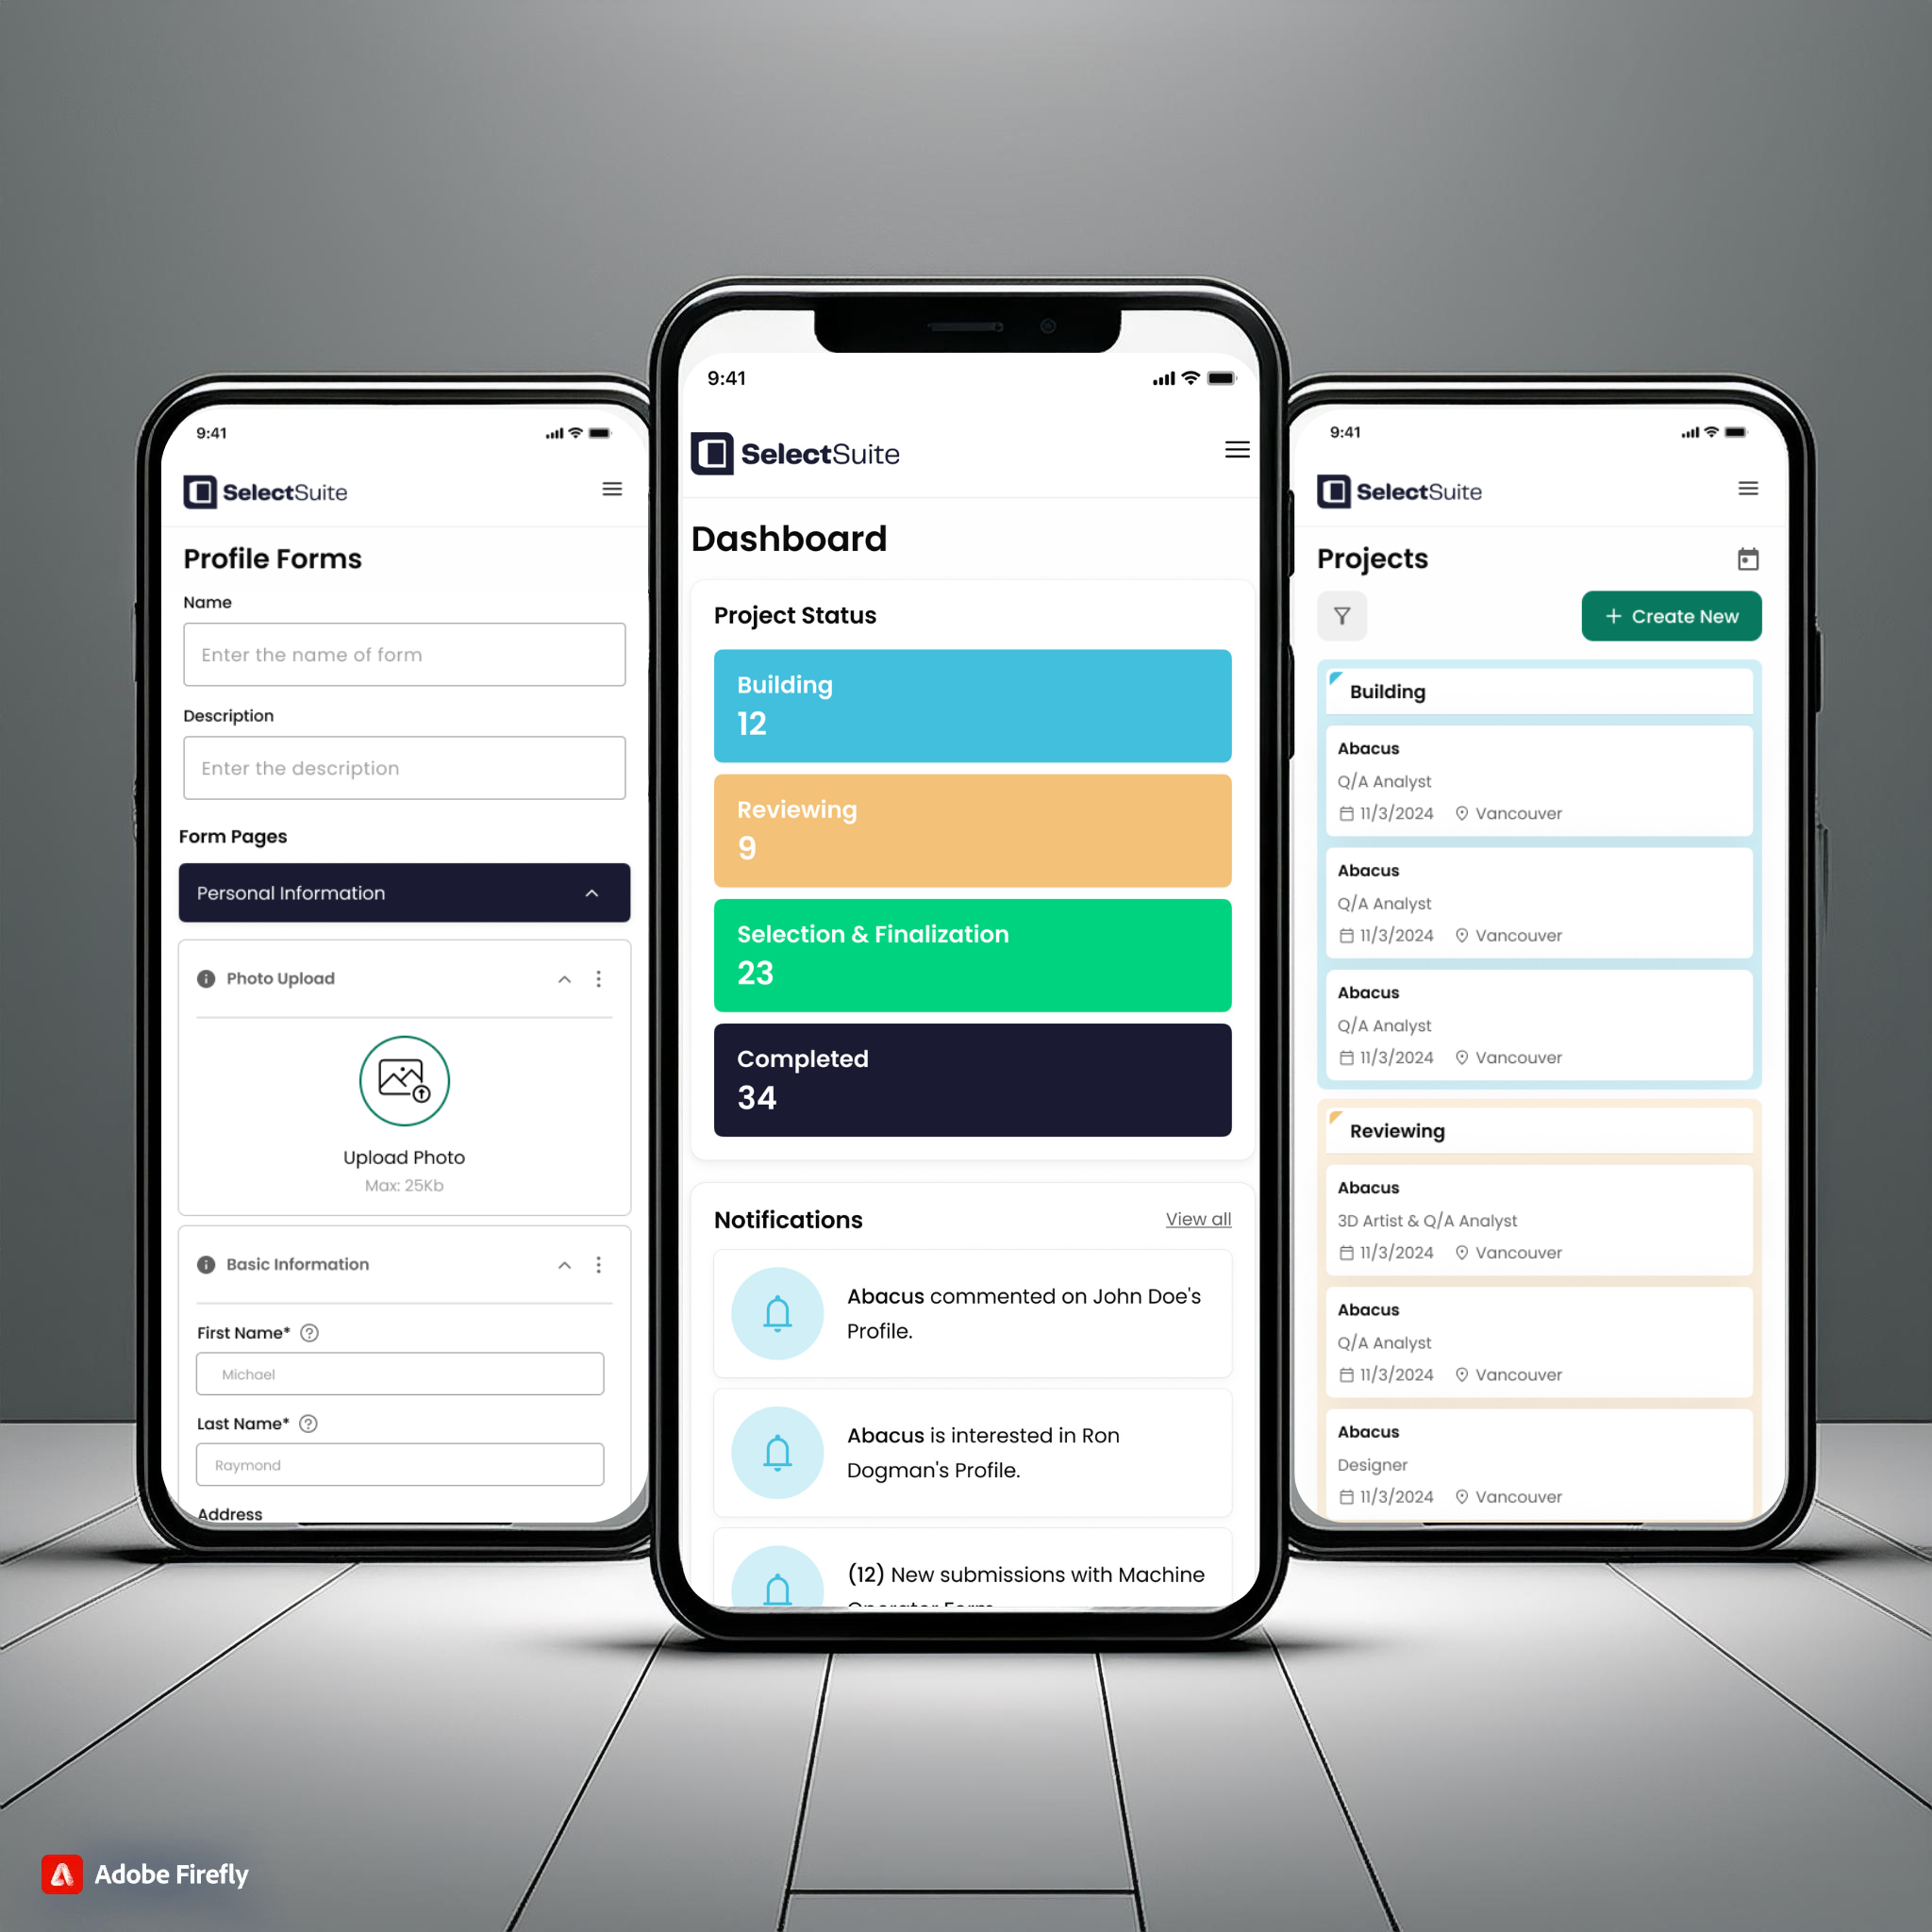 9:41
SelectSuite
Profile Forms
Name
Enter the name of form
Description
Enter the description
Form Pages
Personal Information
Photo Upload
Upload Photo
Max: 25Kb
Basic Information
First Name*
Michael
Last Name*
Raymond
Address
9:41
SelectSuite
Dashboard
Project Status
Building
12
Reviewing
9
Selection & Finalization
23
Completed
34
Notifications
View all
Abacus commented on John Doe's
Profile.
Abacus is interested in Ron
Dogman's Profile.
(12) New submissions with Machine
Operator Form
9:41
SelectSuite
Projects
+ Create New
Building
Abacus
Q/A Analyst
11/3/2024 Vancouver
Abacus
Q/A Analyst
11/3/2024 Vancouver
Abacus
Q/A Analyst
11/3/2024 Vancouver
Reviewing
Abacus
3D Artist & Q/A Analyst
11/3/2024 Vancouver
Abacus
Q/A Analyst
11/3/2024 Vancouver
Abacus
Designer
11/3/2024 Vancouver
Adobe Firefly